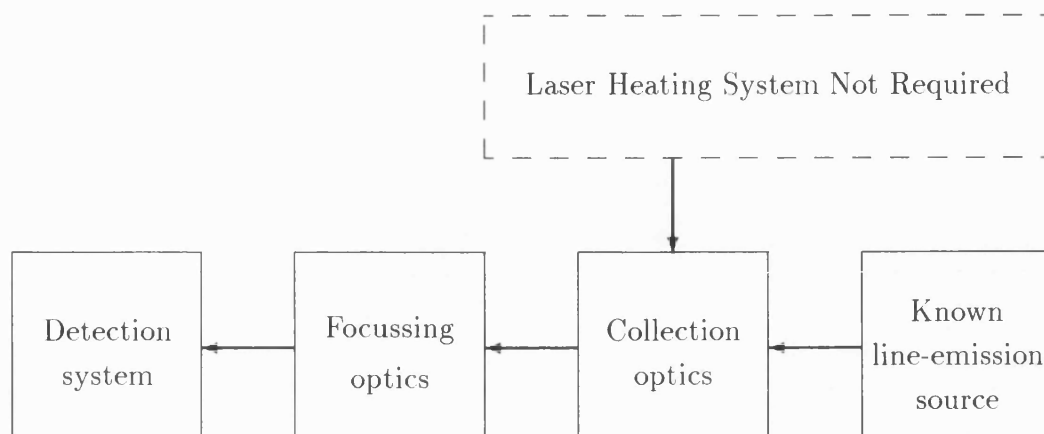 Laser Heating System Not Required
Detection
system
Focussing
optics
Collection
optics
Known
line-emission
source